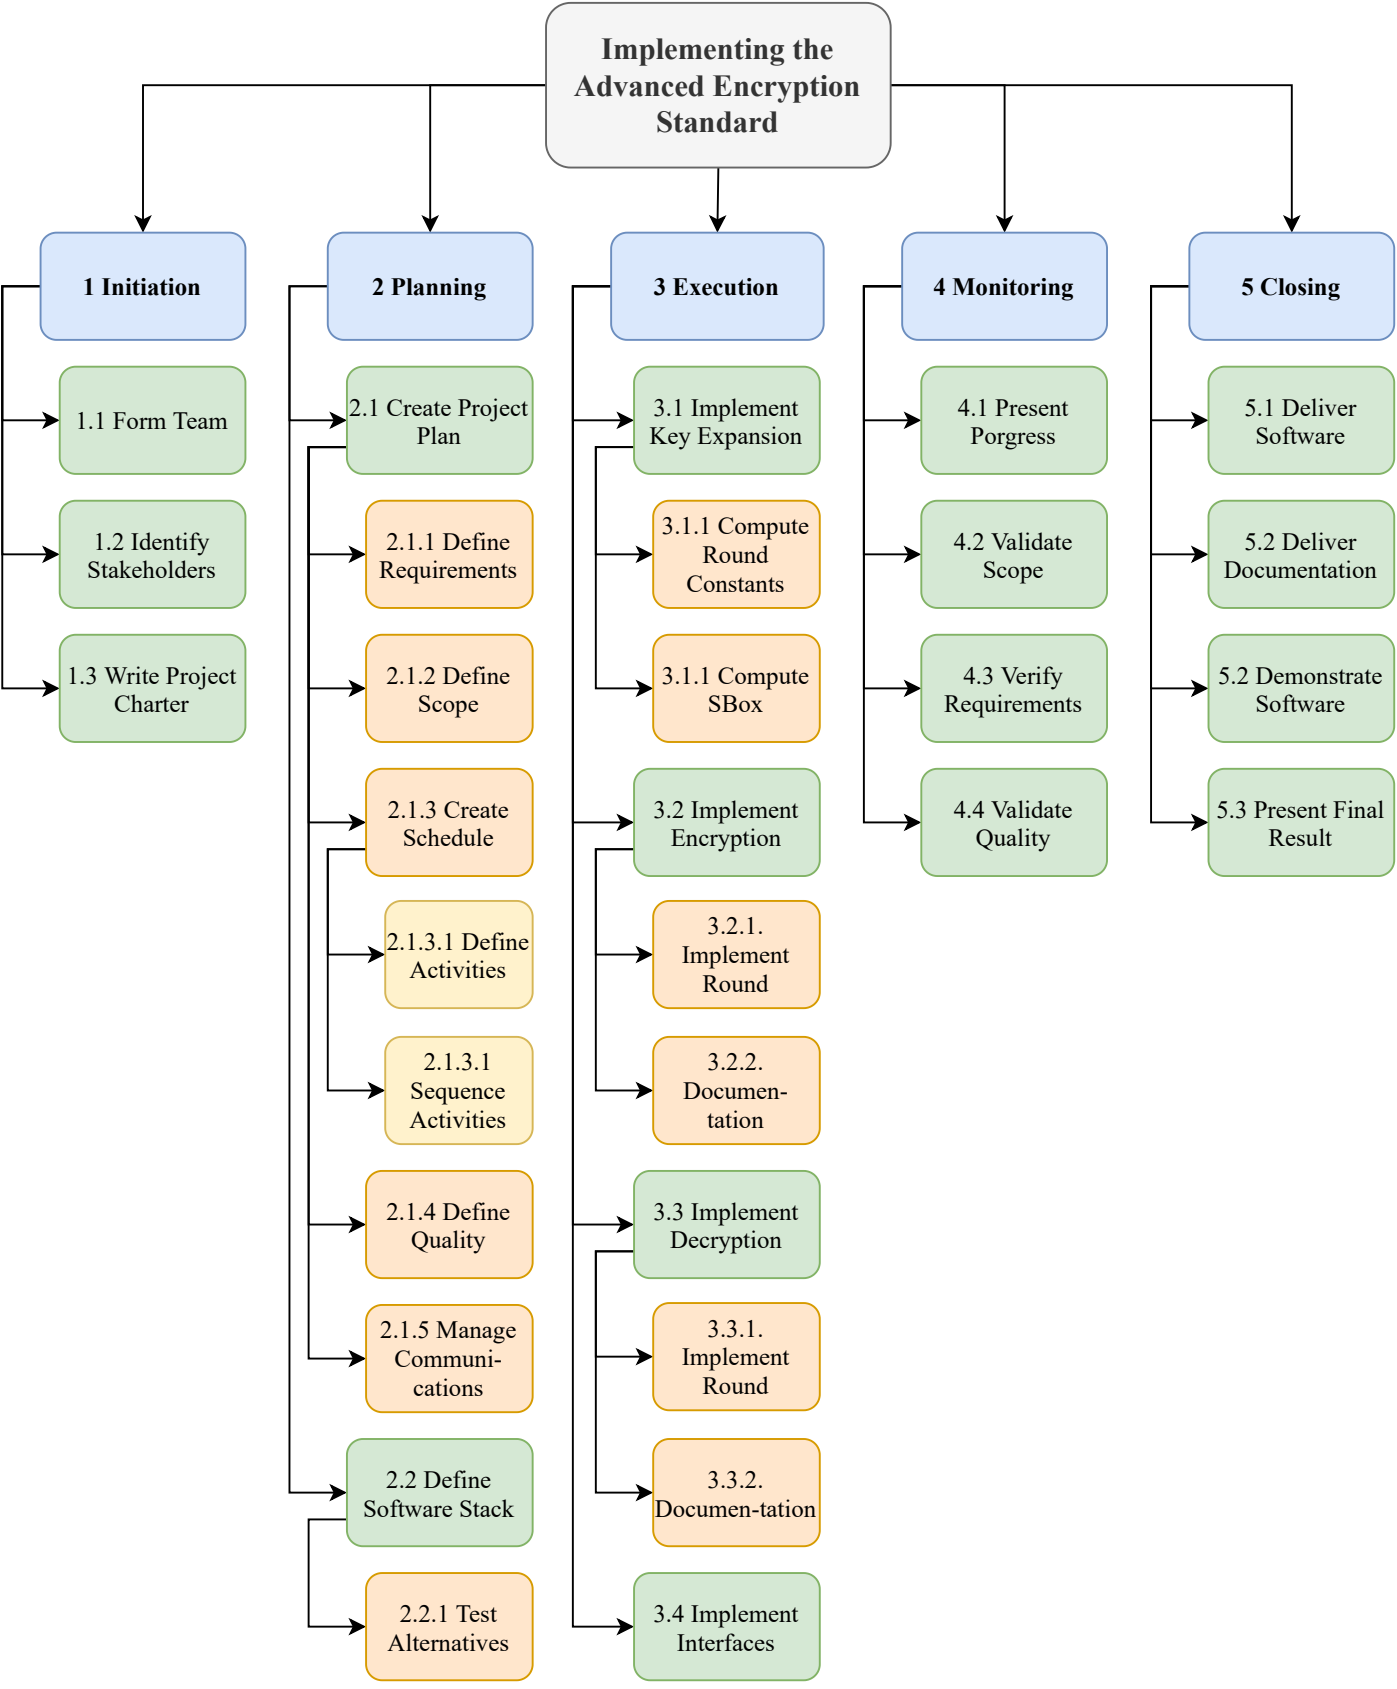 Implementing the
Advanced Encryption
Standard
1 Initiation
1.1 Form Team
1.2 Identify
Stakeholders
1.3 Write Project
Charter
2 Planning
2.1 Create Project
Plan
2.1.1 Define
Requirements
2.1.2 Define
Scope
2.1.3 Create
Schedule
2.1.3.1 Define
Activities
2.1.3.1
Sequence
Activities
2.1.4 Define
Quality
2.1.5 Manage
Communi-
cations
2.2 Define
Software Stack
2.2.1 Test
Alternatives
3 Execution
3.1 Implement
Key Expansion
3.1.1 Compute
Round
Constants
3.1.1 Compute
SBox
3.2 Implement
Encryption
3.2.1.
Implement
Round
3.2.2.
Documen-
tation
3.3 Implement
Decryption
3.3.1.
Implement
Round
3.3.2.
Documen-tation
3.4 Implement
Interfaces
4 Monitoring
4.1 Present
Porgress
4.2 Validate
Scope
4.3 Verify
Requirements
4.4 Validate
Quality
5 Closing
5.1 Deliver
Software
5.2 Deliver
Documentation
5.2 Demonstrate
Software
5.3 Present Final
Result